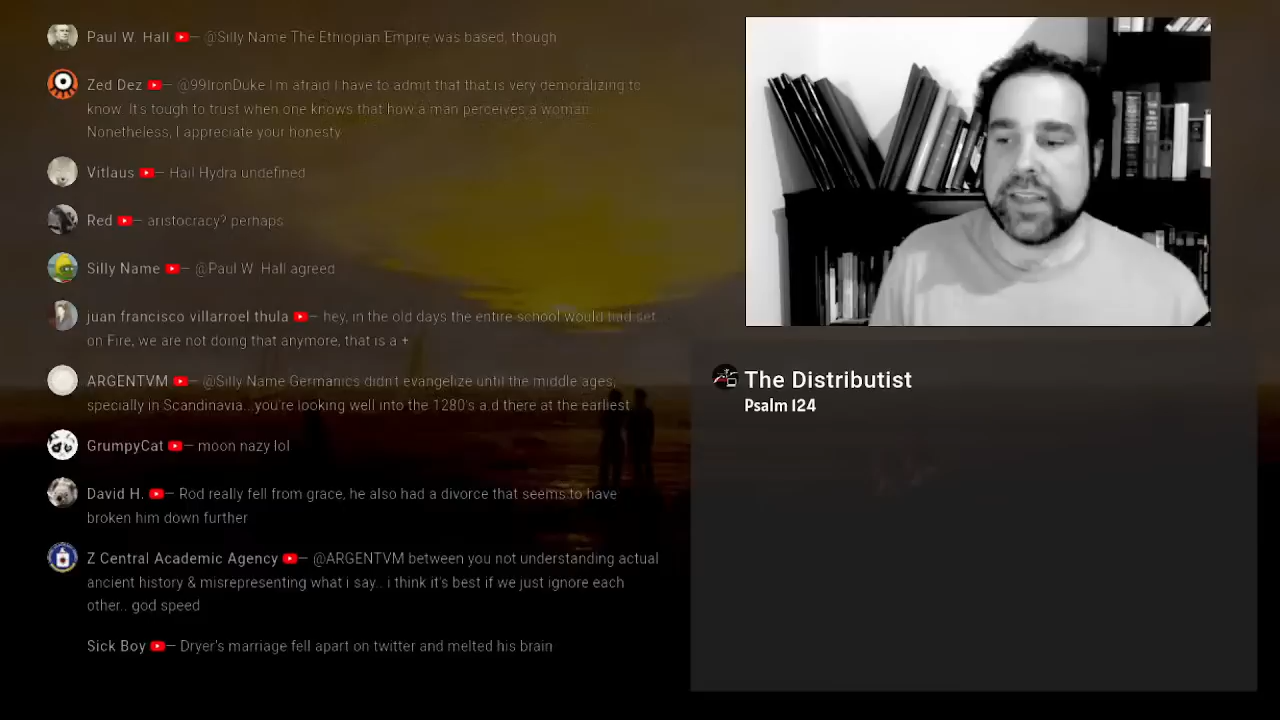 Paul W. Hall — @Silly Name The Ethiopian Empire was based, though
Zed Dez — @99IronDuke I'm afraid I have to admit that that is very demoralizing to
know. It's tough to trust when one knows that how a man perceives a woman.
Nonetheless, I appreciate your honesty
Vitlaus — Hail Hydra undefined
Red — aristocracy? perhaps
Silly Name — @Paul W. Hall agreed
juan francisco villarroel thula — hey, in the old days the entire school would had set
on Fire, we are not doing that anymore, that is a +
ARGENTVM — @Silly Name Germanics didn't evangelize until the middle ages,
specially in Scandinavia...you're looking well into the 1280's a.d there at the earliest
GrumpyCat — moon nazy lol
David H. — Rod really fell from grace, he also had a divorce that seems to have
broken him down further
Z Central Academic Agency — @ARGENTVM between you not understanding actual
ancient history & misrepresenting what i say.. i think it's best if we just ignore each
other.. god speed
Sick Boy — Dryer's marriage fell apart on twitter and melted his brain
The Distributist
Psalm 124